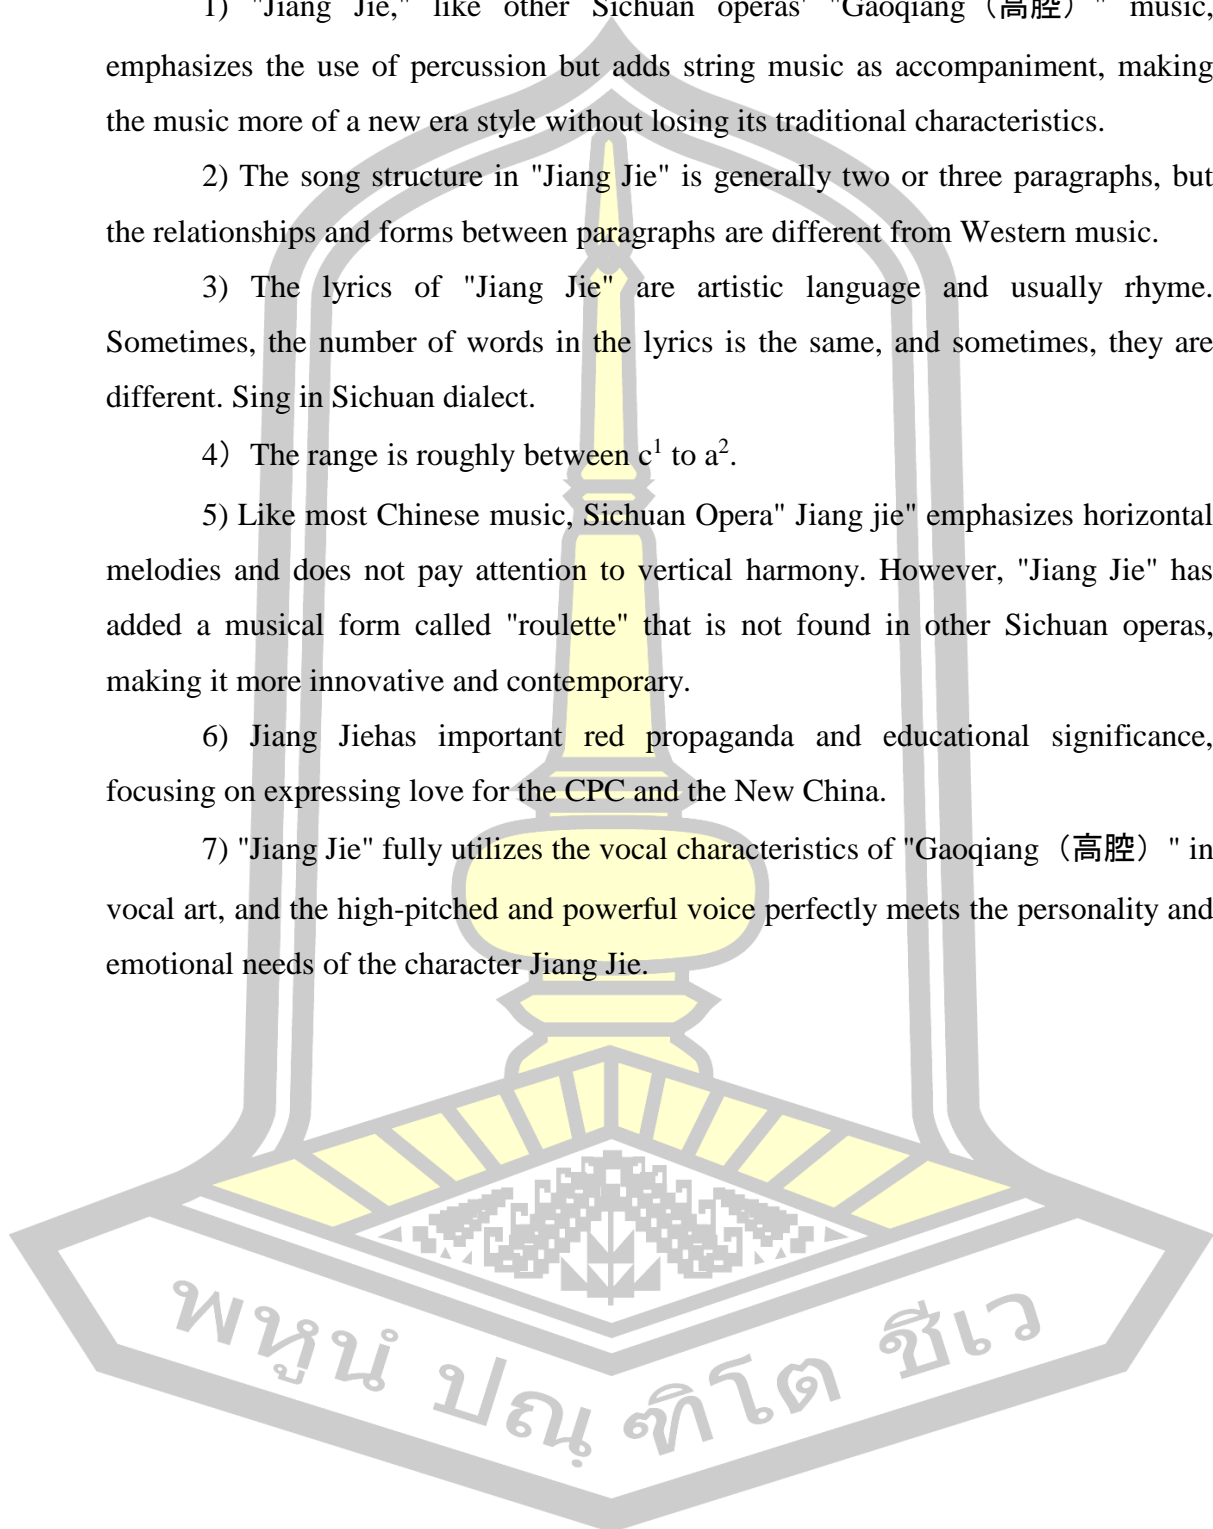 1) "Jiang Jie," like other Sichuan operas' "Gaoqiang（高腔）" music,
emphasizes the use of percussion but adds string music as accompaniment, making
the music more of a new era style without losing its traditional characteristics.
2) The song structure in "Jiang Jie" is generally two or three paragraphs, but
the relationships and forms between paragraphs are different from Western music.
3) The lyrics of "Jiang Jie" are artistic language and usually rhyme.
Sometimes, the number of words in the lyrics is the same, and sometimes, they are
different. Sing in Sichuan dialect.
4）The range is roughly between c¹ to a².
5) Like most Chinese music, Sichuan Opera" Jiang jie" emphasizes horizontal
melodies and does not pay attention to vertical harmony. However, "Jiang Jie" has
added a musical form called "roulette" that is not found in other Sichuan operas,
making it more innovative and contemporary.
6) Jiang Jiehas important red propaganda and educational significance,
focusing on expressing love for the CPC and the New China.
7) "Jiang Jie" fully utilizes the vocal characteristics of "Gaoqiang （高腔）" in
vocal art, and the high-pitched and powerful voice perfectly meets the personality and
emotional needs of the character Jiang Jie.
พหูนํ ปณฺฑิโต ชีเว